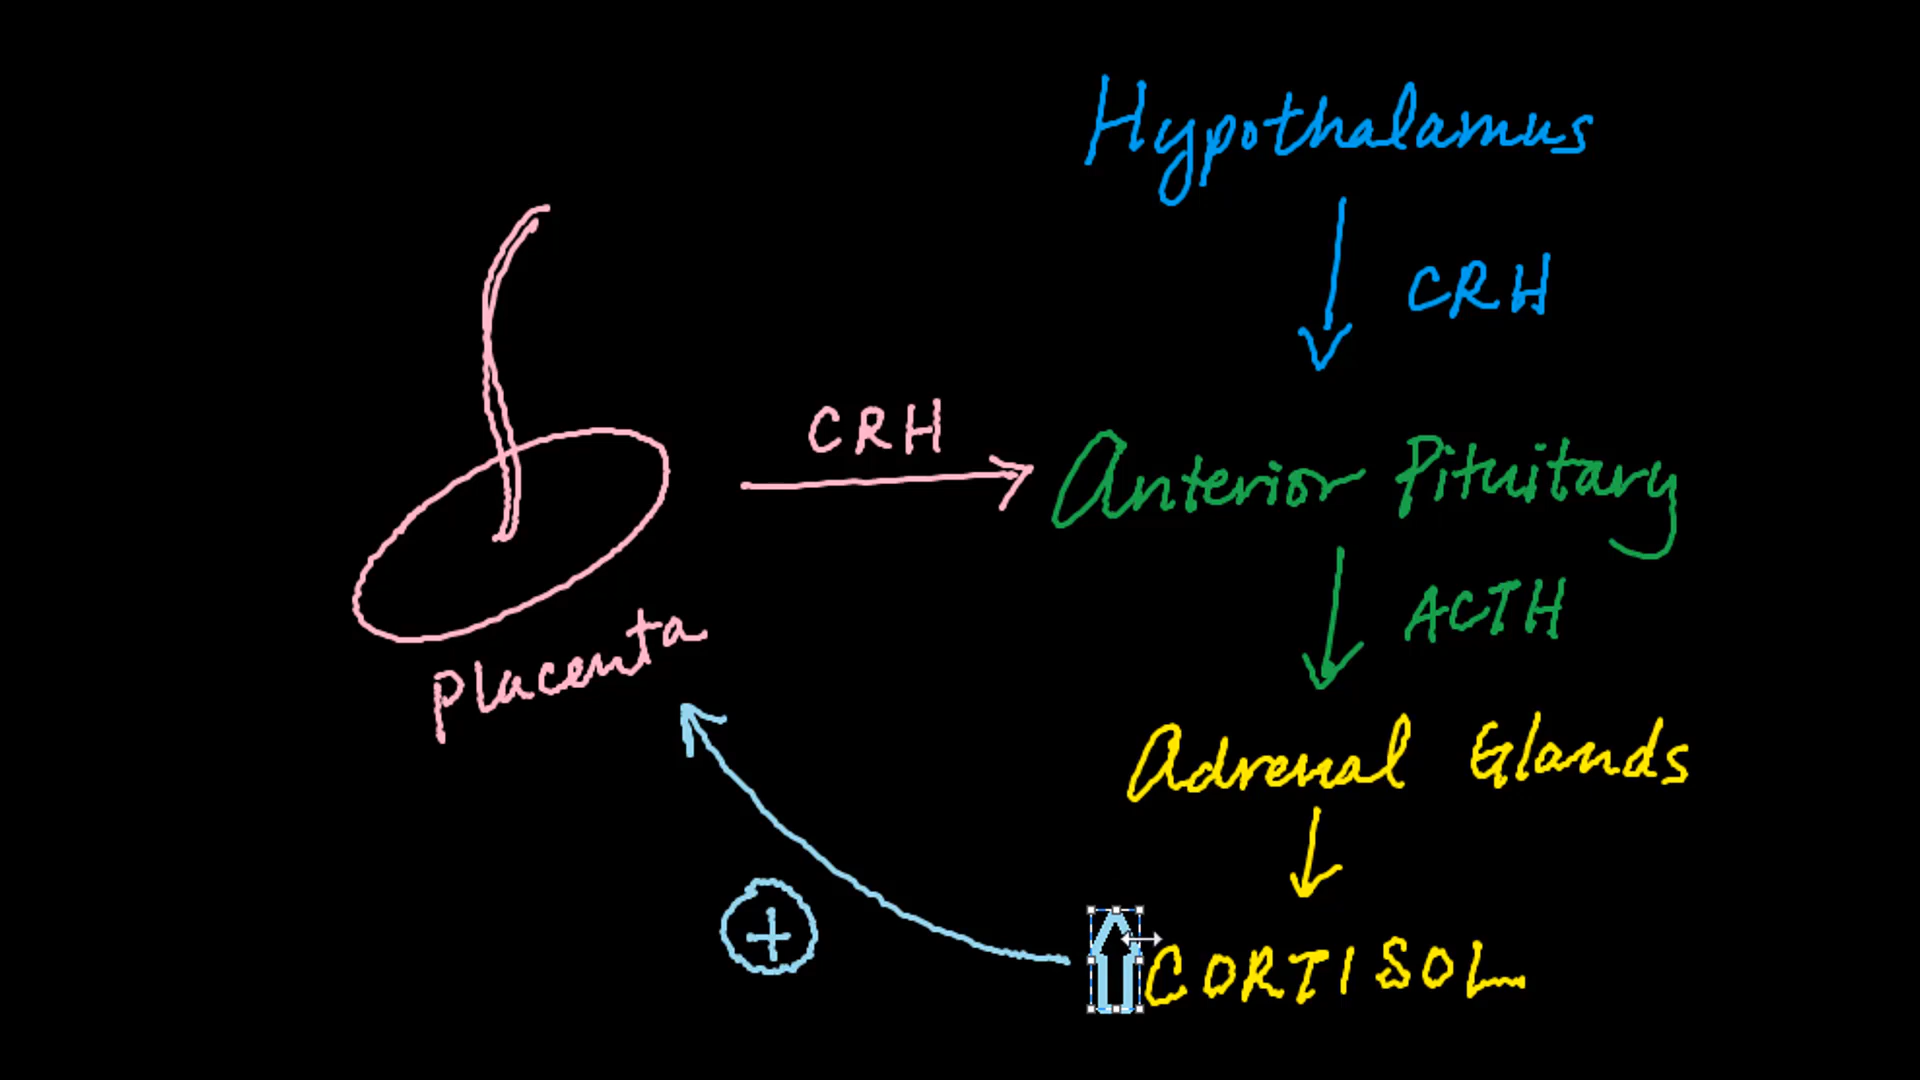 Hypothalamus
CRH
CRH
Anterior Pituitary
ACTH
Placenta
Adrenal Glands
+
CORTISOL